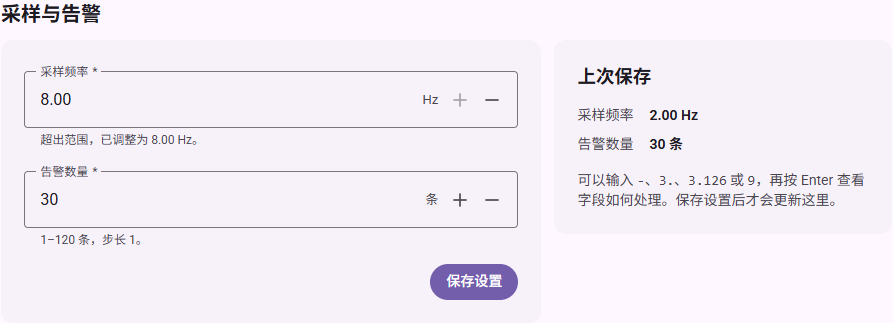 采样与告警
采样频率 *
8.00 Hz + −
超出范围，已调整为 8.00 Hz。
告警数量 *
30 条 + −
1–120 条，步长 1。
保存设置
上次保存
采样频率 2.00 Hz
告警数量 30 条
可以输入 -、3.、3.126 或 9，再按 Enter 查看
字段如何处理。保存设置后才会更新这里。